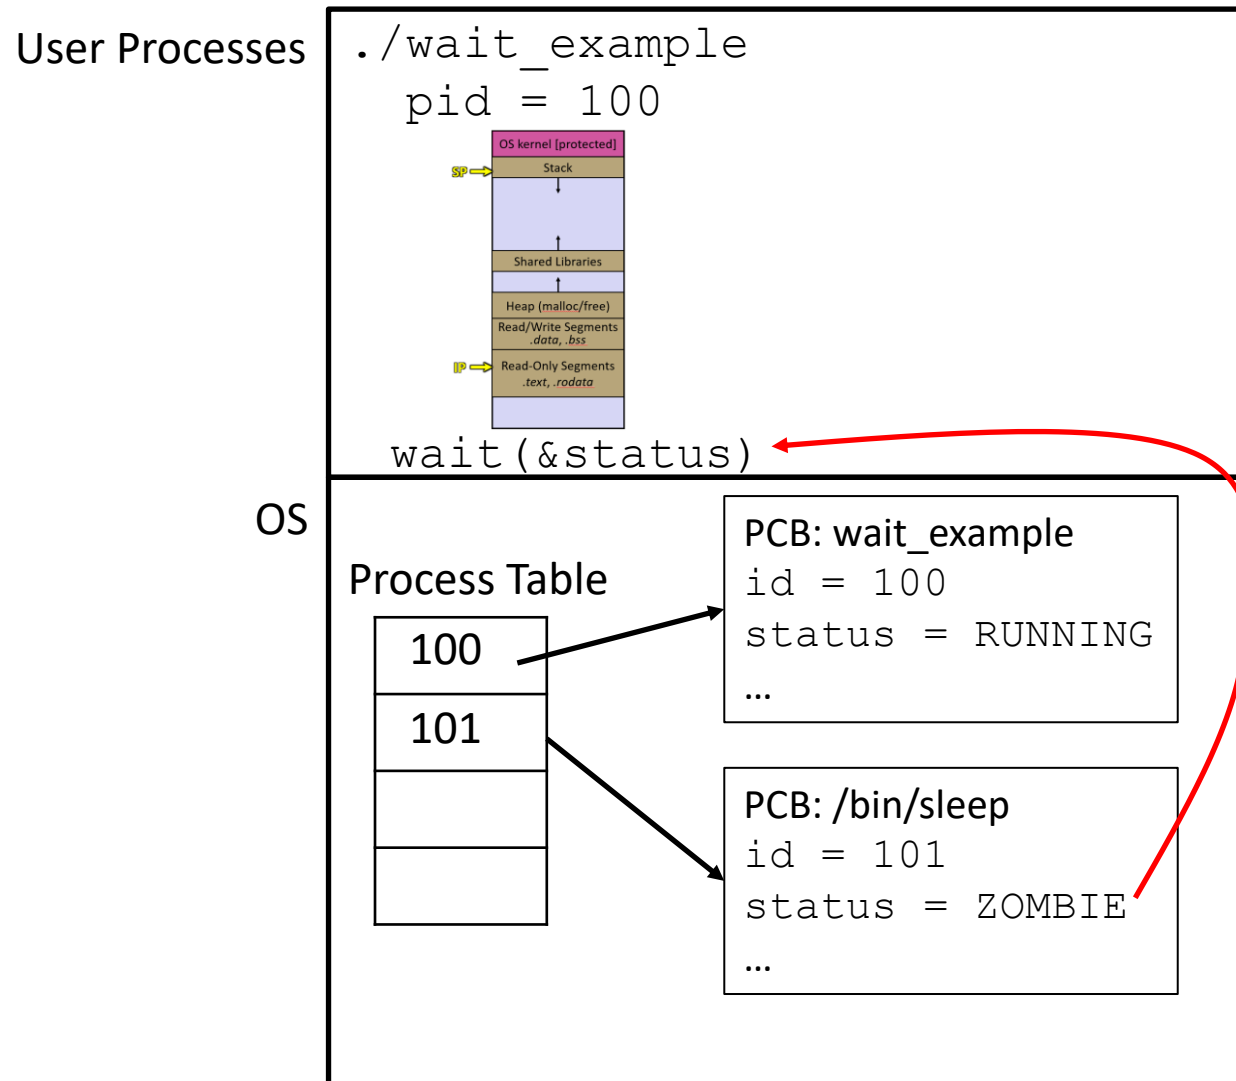 User Processes
./wait_example
pid = 100
OS kernel [protected]
SP
Stack
Shared Libraries
Heap (malloc/free)
Read/Write Segments
.data, .bss
IP
Read-Only Segments
.text, .rodata
wait(&status)
OS
Process Table
100
101
PCB: wait_example
id = 100
status = RUNNING
…
PCB: /bin/sleep
id = 101
status = ZOMBIE
…